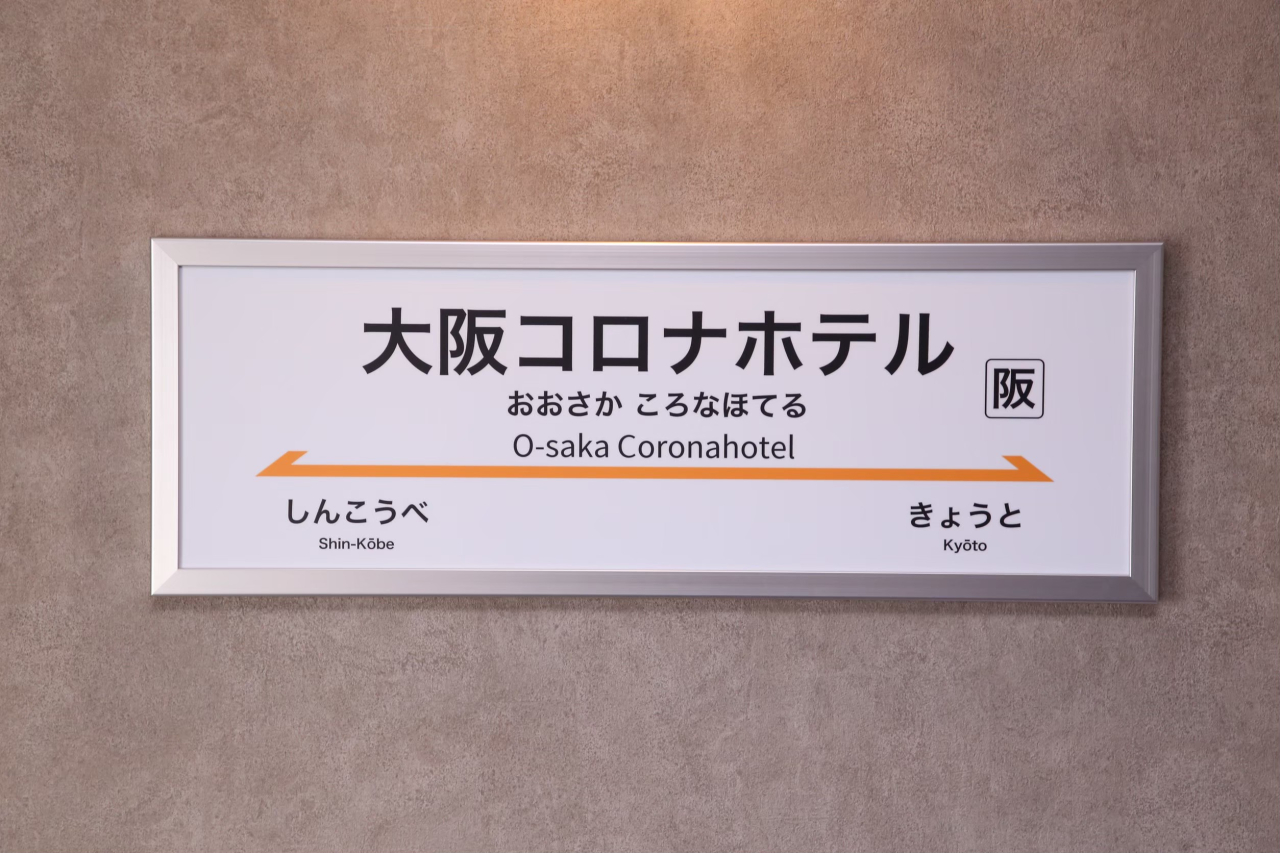 大阪コロナホテル
阪
おおさか ころなほてる
O-saka Coronahotel
しんこうべ
Shin-Kōbe
きょうと
Kyōto